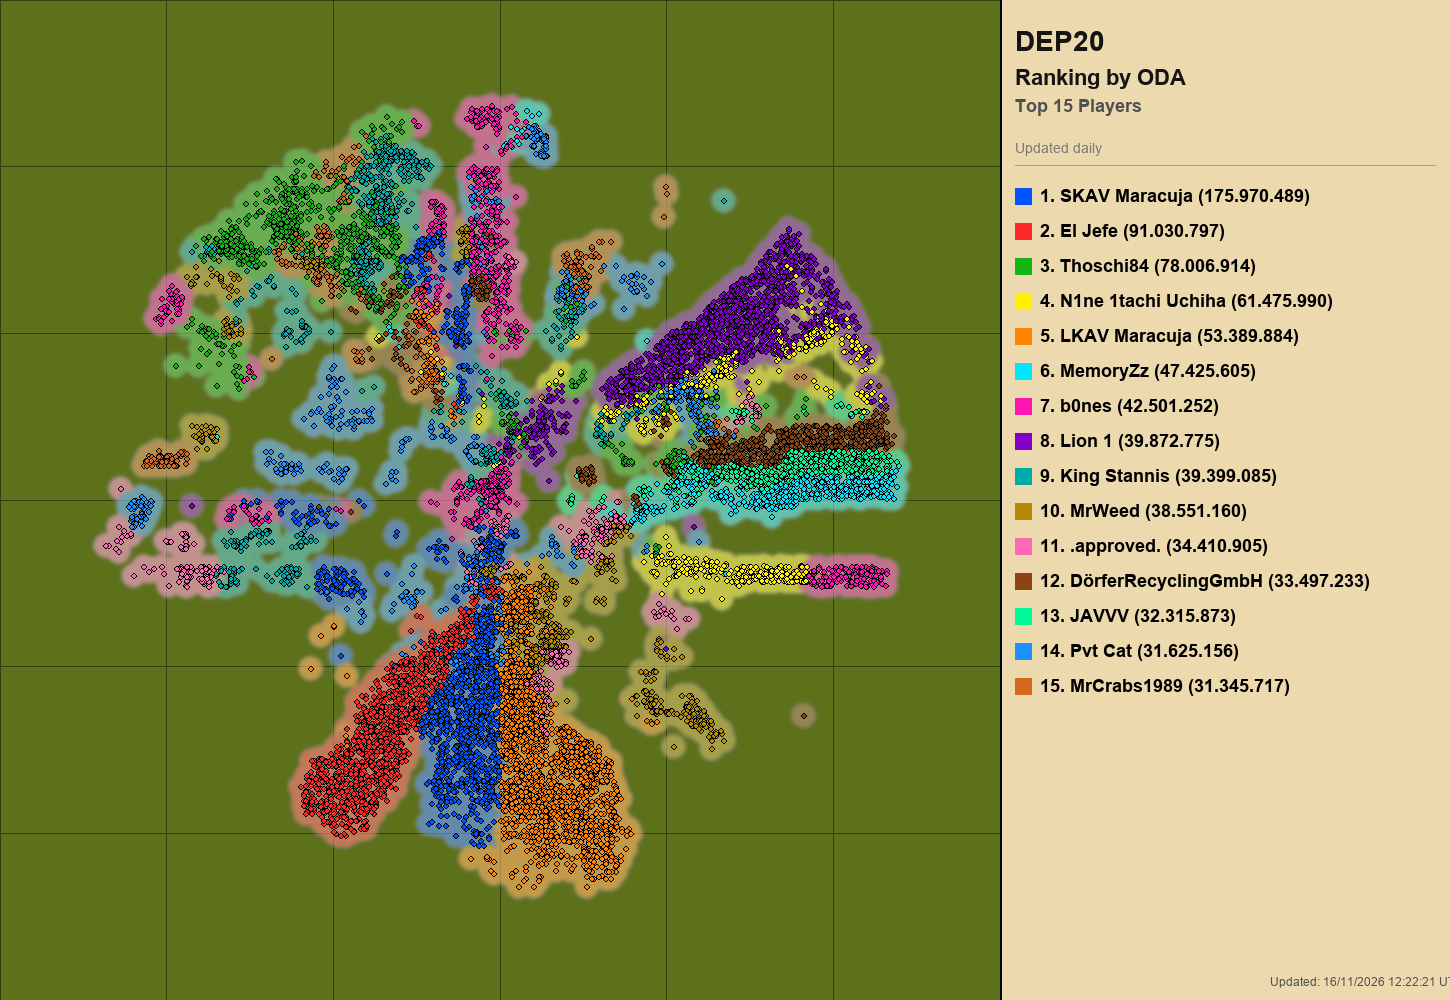 DEP20
Ranking by ODA
Top 15 Players
Updated daily
1. SKAV Maracuja (175.970.489)
2. El Jefe (91.030.797)
3. Thoschi84 (78.006.914)
4. N1ne 1tachi Uchiha (61.475.990)
5. LKAV Maracuja (53.389.884)
6. MemoryZz (47.425.605)
7. b0nes (42.501.252)
8. Lion 1 (39.872.775)
9. King Stannis (39.399.085)
10. MrWeed (38.551.160)
11. .approved. (34.410.905)
12. DörferRecyclingGmbH (33.497.233)
13. JAVVV (32.315.873)
14. Pvt Cat (31.625.156)
15. MrCrabs1989 (31.345.717)
Updated: 16/11/2026 12:22:21 U